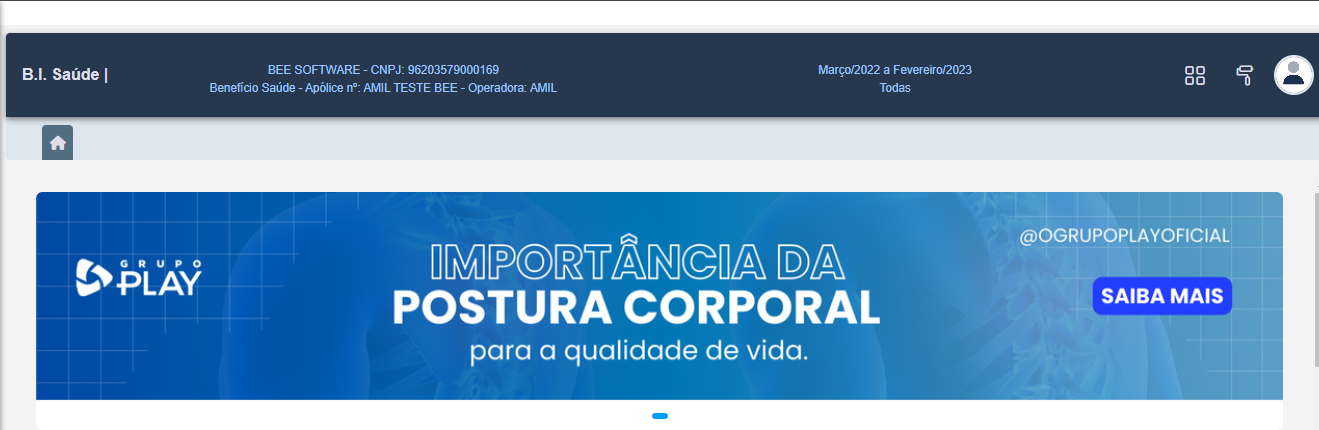 B.I. Saúde |
BEE SOFTWARE - CNPJ: 96203579000169
Benefício Saúde - Apólice nº: AMIL TESTE BEE - Operadora: AMIL
Março/2022 a Fevereiro/2023
Todas
GRUPO
PLAY
IMPORTÂNCIA DA
POSTURA CORPORAL
para a qualidade de vida.
@OGRUPOPLAYOFICIAL
SAIBA MAIS